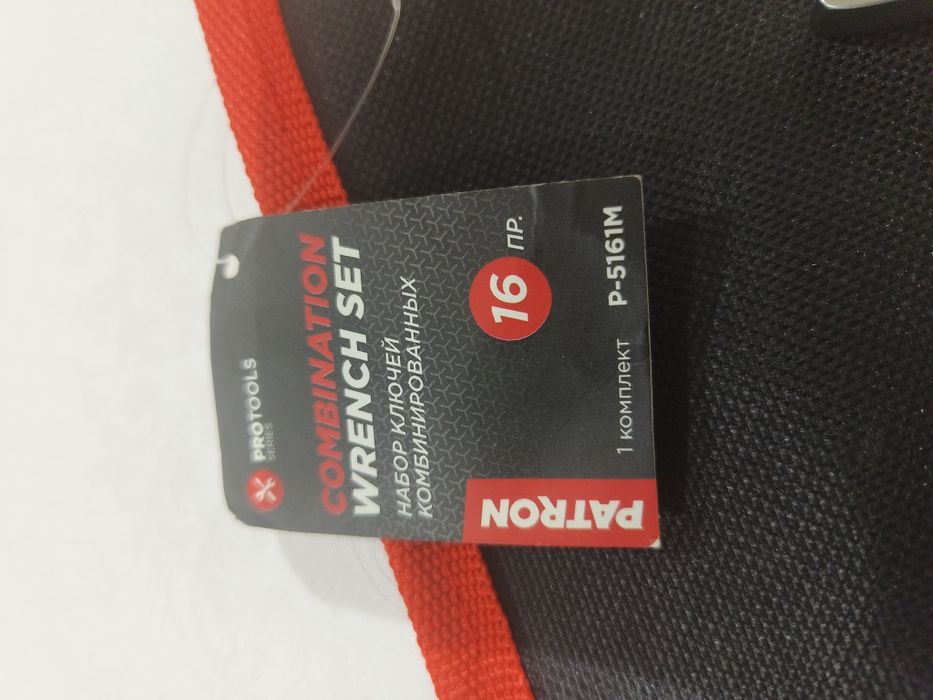 PROTOOLS
SERIES
COMBINATION
WRENCH SET
НАБОР КЛЮЧЕЙ
КОМБИНИРОВАННЫХ
16 ПР.
1 КОМПЛЕКТ P-5161M
PATRON